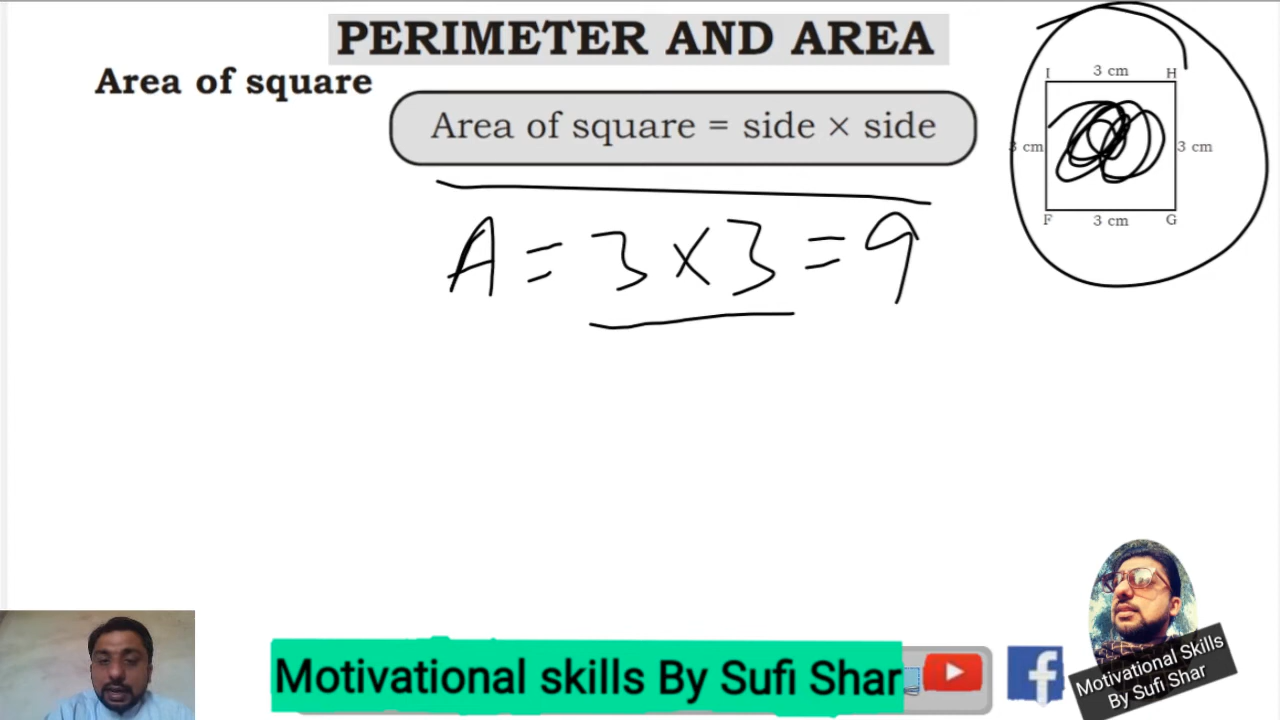 PERIMETER AND AREA
Area of square
Area of square = side × side
A = 3 × 3 = 9
I 3 cm H
3 cm 3 cm
F 3 cm G
Motivational skills By Sufi Shar
Motivational Skills
By Sufi Shar